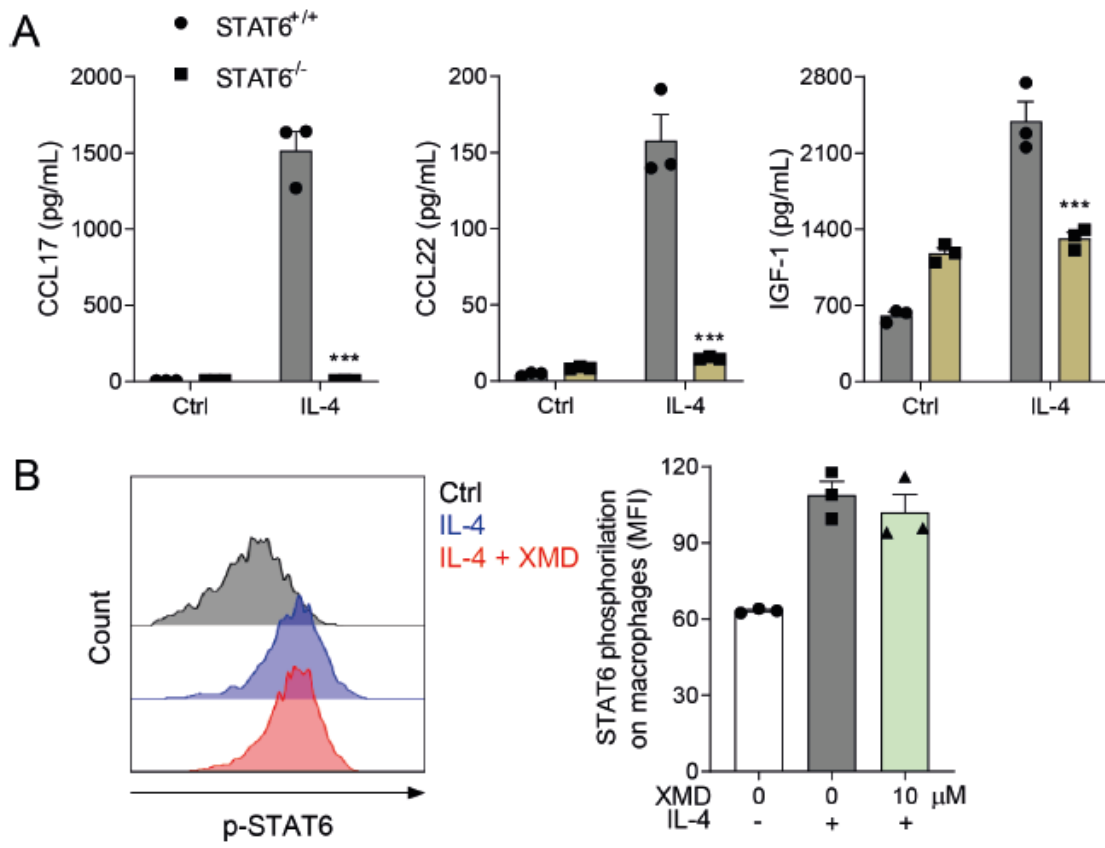 A
STAT6+/+
STAT6-/-
CCL17 (pg/mL)
2000
1500
1000
500
0
Ctrl
IL-4
***
CCL22 (pg/mL)
200
150
100
50
0
Ctrl
IL-4
***
IGF-1 (pg/mL)
2800
2100
1400
700
0
Ctrl
IL-4
***
B
Count
p-STAT6
Ctrl
IL-4
IL-4 + XMD
STAT6 phosphorilation
on macrophages (MFI)
120
90
60
30
0
XMD 0 0 10 μM
IL-4 - + +